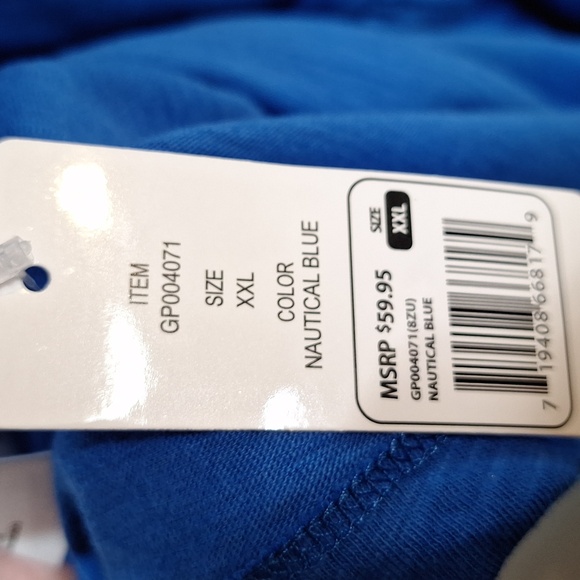 ITEM
GP004071
SIZE
XXL
COLOR
NAUTICAL BLUE
SIZE XXL
MSRP $59.95
GP004071(8ZU)
NAUTICAL BLUE
7 19408 66817 9